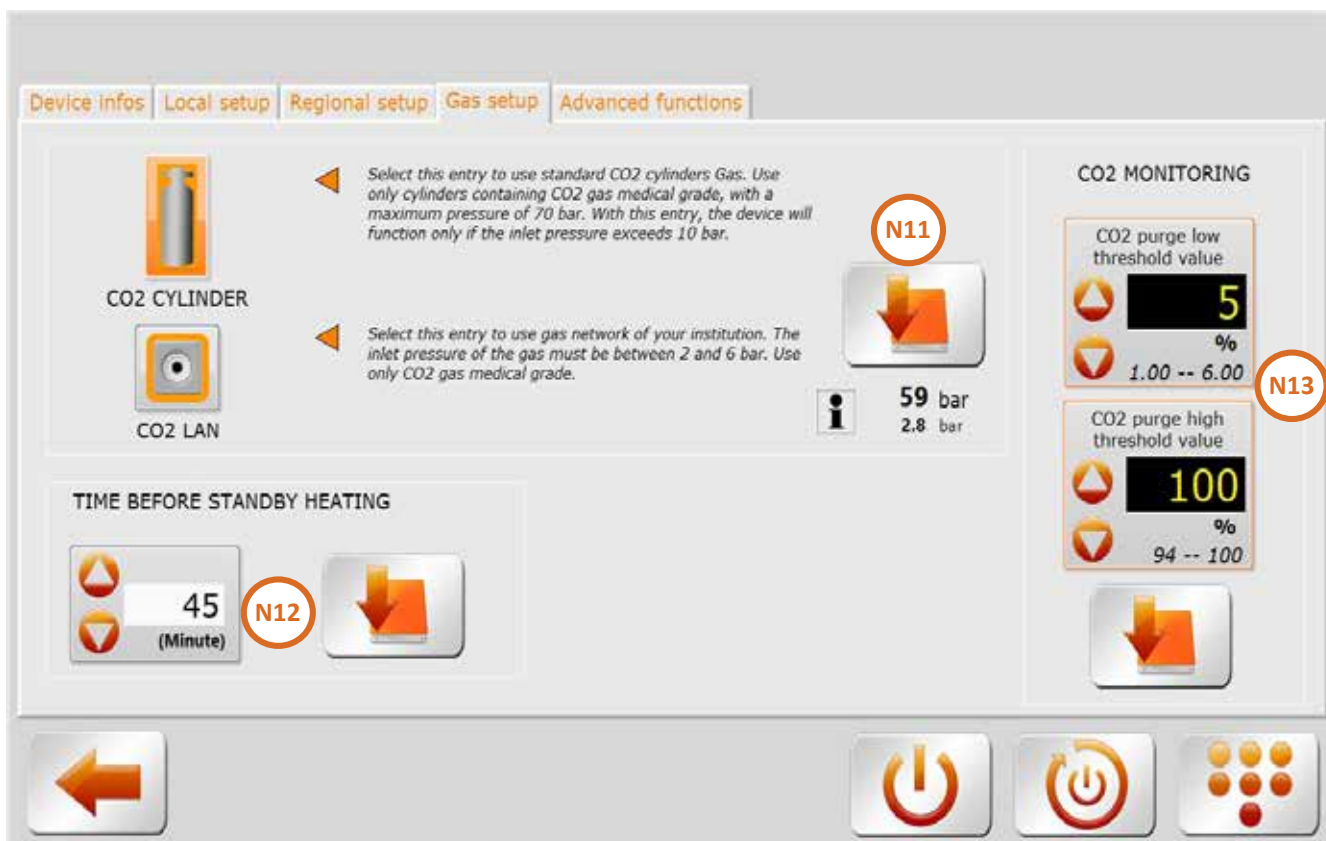 Device infos
Local setup
Regional setup
Gas setup
Advanced functions
Select this entry to use standard CO2 cylinders Gas. Use
only cylinders containing CO2 gas medical grade, with a
maximum pressure of 70 bar. With this entry, the device will
function only if the inlet pressure exceeds 10 bar.
CO2 CYLINDER
Select this entry to use gas network of your institution. The
inlet pressure of the gas must be between 2 and 6 bar. Use
only CO2 gas medical grade.
CO2 LAN
N11
i
59 bar
2.8 bar
CO2 MONITORING
CO2 purge low
threshold value
5
%
1.00 -- 6.00
N13
CO2 purge high
threshold value
100
%
94 -- 100
TIME BEFORE STANDBY HEATING
45
(Minute)
N12